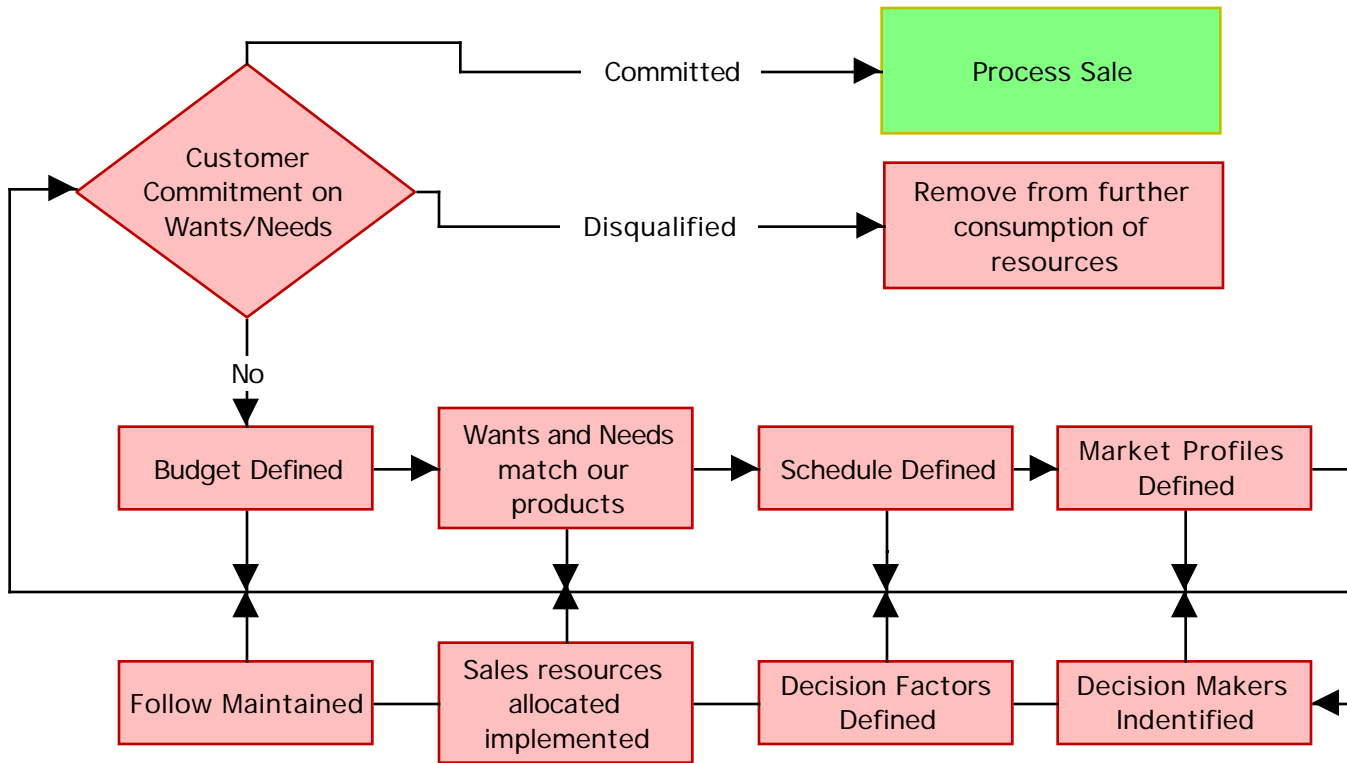 Committed
Process Sale
Customer
Commitment on
Wants/Needs
Disqualified
Remove from further
consumption of
resources
No
Budget Defined
Wants and Needs
match our
products
Schedule Defined
Market Profiles
Defined
Follow Maintained
Sales resources
allocated
implemented
Decision Factors
Defined
Decision Makers
Indentified